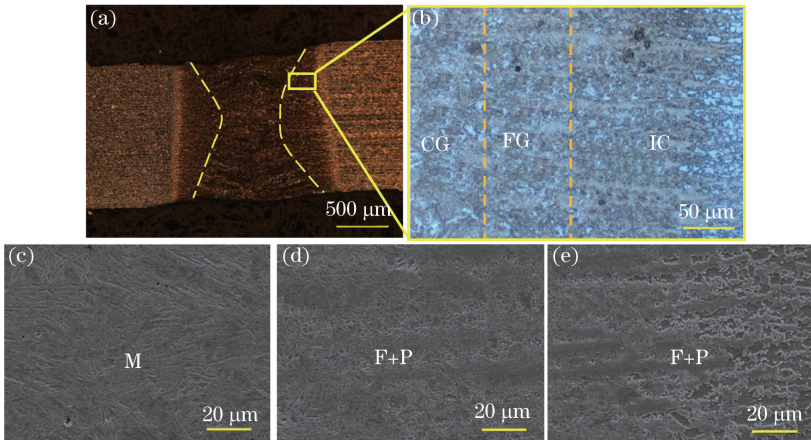 (a)
500 μm
(b)
CG
FG
IC
50 μm
(c)
M
20 μm
(d)
F+P
20 μm
(e)
F+P
20 μm